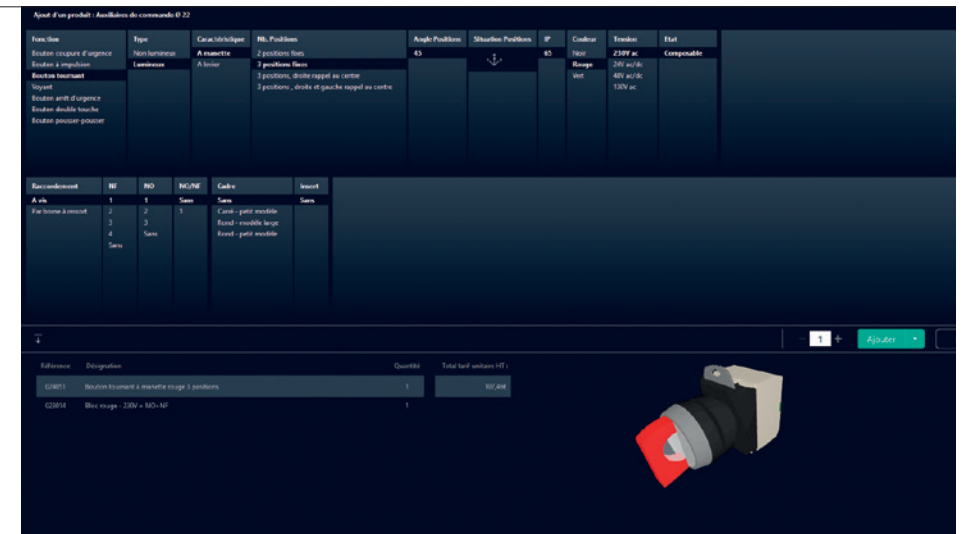 Ajout d'un produit : Auxiliaires de commande Ø 22
Fonction Type Caractéristique Nb. Positions Angle Positions Situation Positions IP Couleur Tension Etat
Bouton coupure d'urgence Non lumineux A manette 2 positions fixes 45 65 Noir 230V ac Composable
Bouton à impulsion Lumineux A levier 3 positions fixes Rouge 24V ac/dc
Bouton tournant 3 positions, droite rappel au centre Vert 48V ac/dc
Voyant 3 positions , droite et gauche rappel au centre 130V ac
Bouton arrêt d'urgence
Bouton double touche
Bouton pousser-pousser
Raccordement NF NO NO/NF Cadre Insert
A vis 1 1 Sans Sans Sans
Par borne à ressort 2 2 1 Carré - petit modèle
3 3 Rond - modèle large
4 Sans Rond - petit modèle
Sans
1 + Ajouter
Référence Désignation Quantité Total tarif unitaire HT :
Bouton tournant à manette rouge 3 positions 1
Bloc rouge - 230V + NO+NF 1